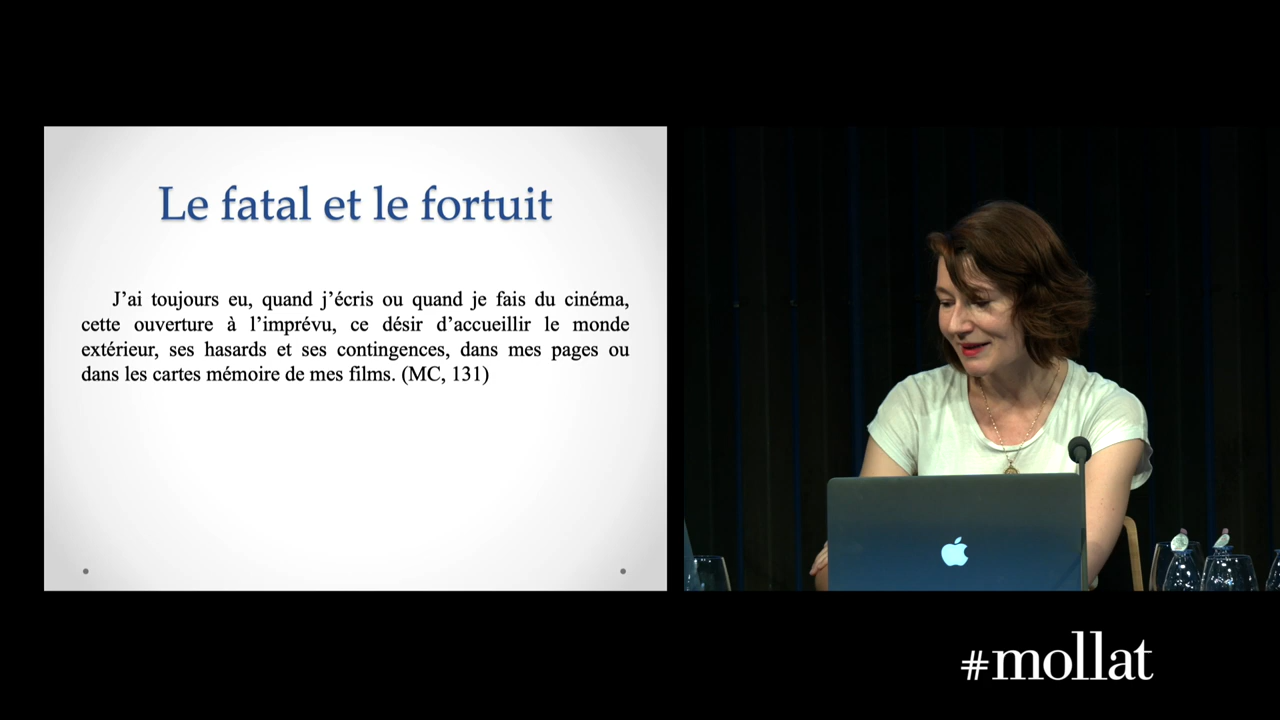 Le fatal et le fortuit
J’ai toujours eu, quand j’écris ou quand je fais du cinéma,
cette ouverture à l’imprévu, ce désir d’accueillir le monde
extérieur, ses hasards et ses contingences, dans mes pages ou
dans les cartes mémoire de mes films. (MC, 131)
#mollat